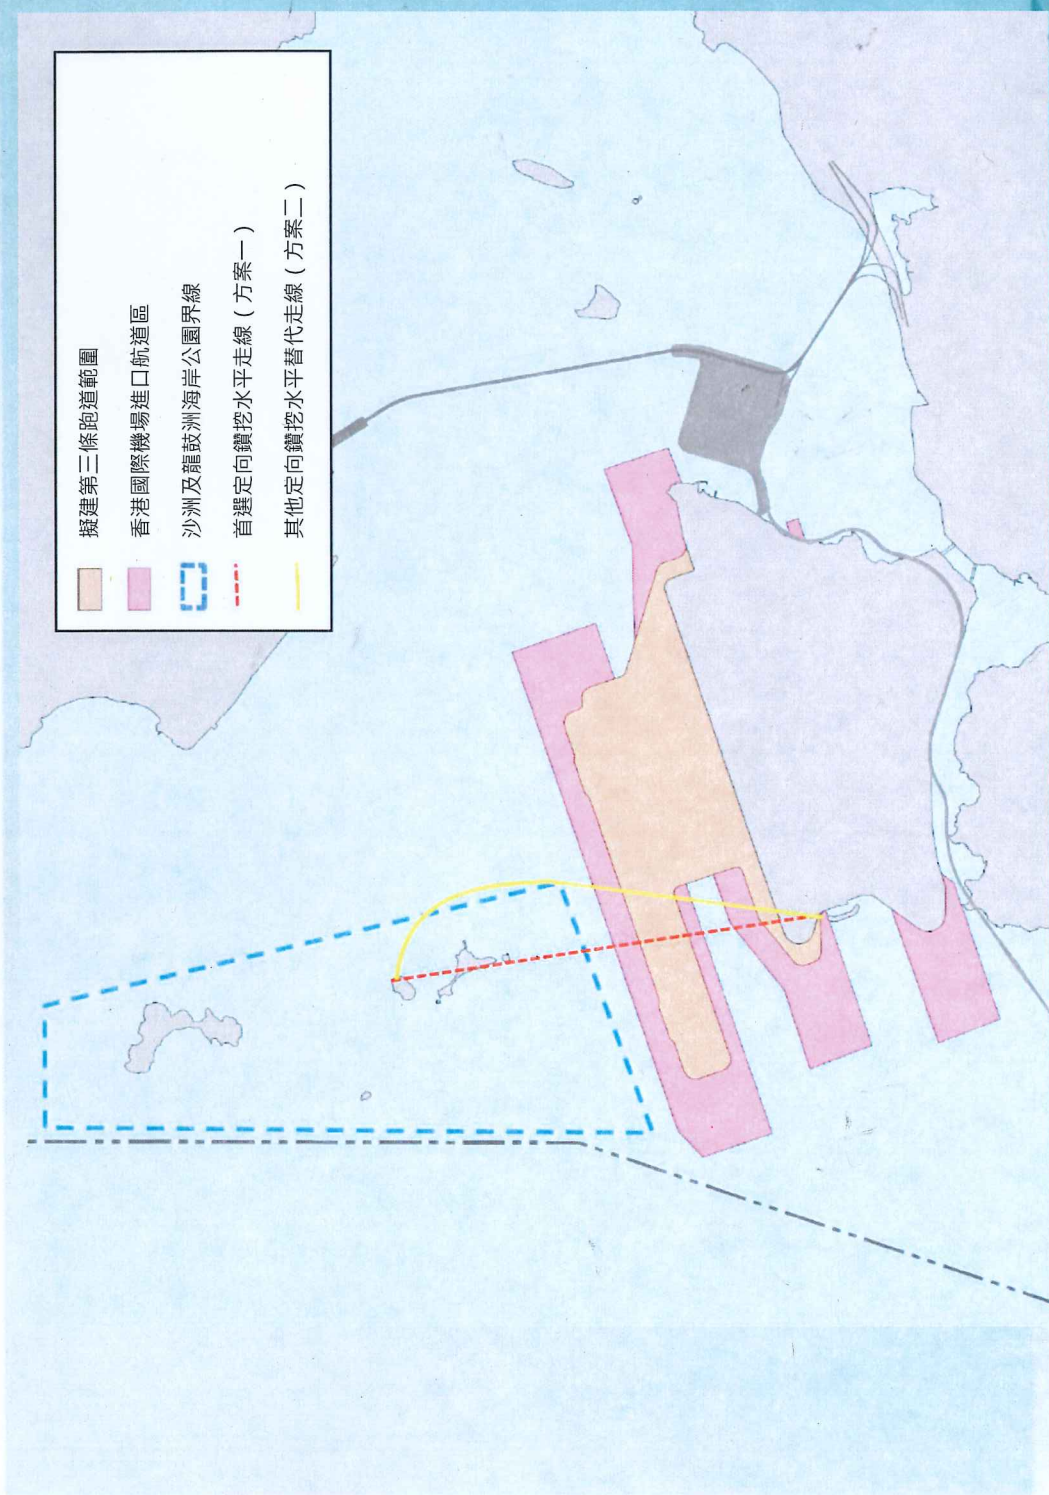 擬建第三條跑道範圍
香港國際機場進口航道區
沙洲及龍鼓洲海岸公園界線
首選定向鑽挖水平走線（方案一）
其他定向鑽挖水平替代走線（方案二）